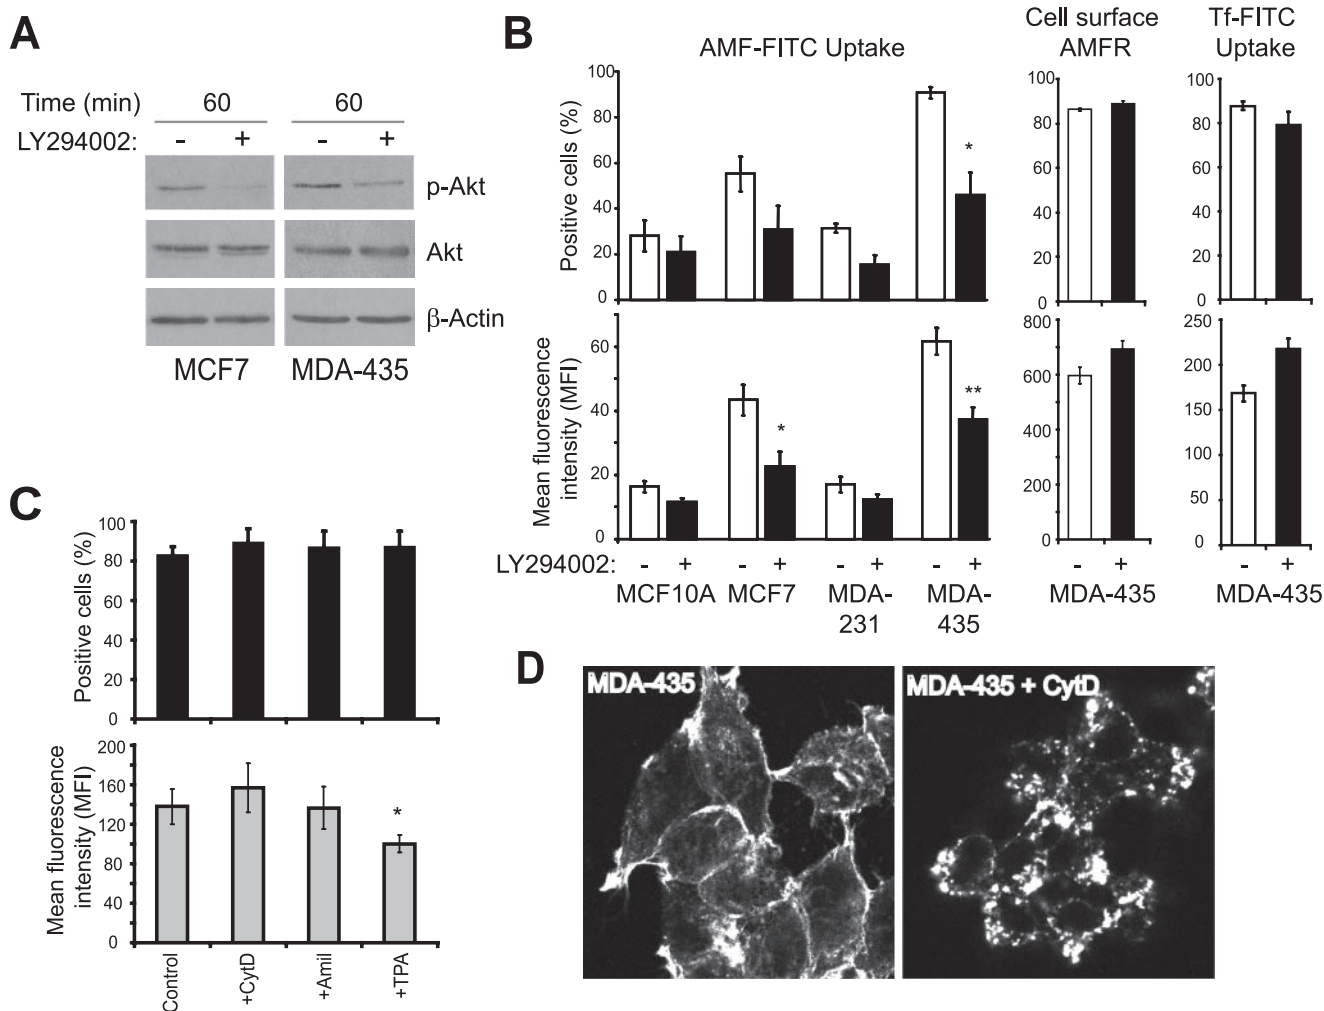 A
Time (min) 60 60
LY294002: - + - +
p-Akt
Akt
β-Actin
MCF7 MDA-435
B
AMF-FITC Uptake
Cell surface
AMFR
Tf-FITC
Uptake
Positive cells (%)
100
80
60
40
20
0
100
80
60
40
20
0
100
80
60
40
20
0
*
Mean fluorescence
intensity (MFI)
60
40
20
0
800
600
400
200
0
250
200
150
100
50
0
*
**
LY294002: - + - + - + - + - + - +
MCF10A MCF7 MDA-
231
MDA-
435
MDA-435 MDA-435
C
Positive cells (%)
100
80
60
40
20
0
Mean fluorescence
intensity (MFI)
200
160
120
80
40
0
*
Control
+CytD
+Amil
+TPA
D
MDA-435
MDA-435 + CytD